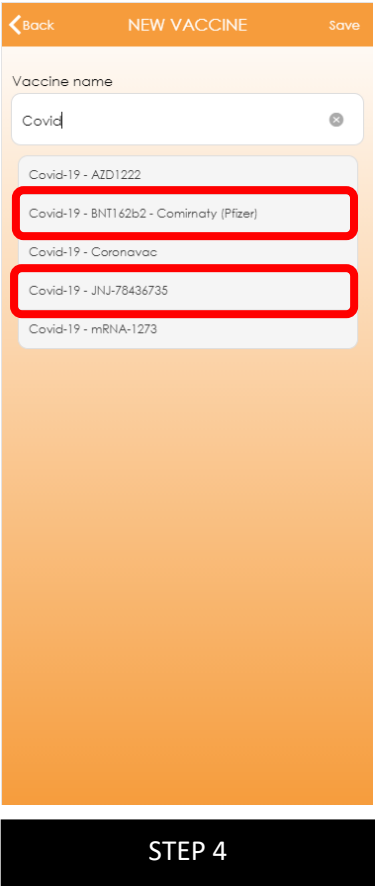 Back NEW VACCINE Save
Vaccine name
Covid
Covid-19 - AZD1222
Covid-19 - BNT162b2 - Comirnaty (Pfizer)
Covid-19 - Coronavac
Covid-19 - JNJ-78436735
Covid-19 - mRNA-1273
STEP 4